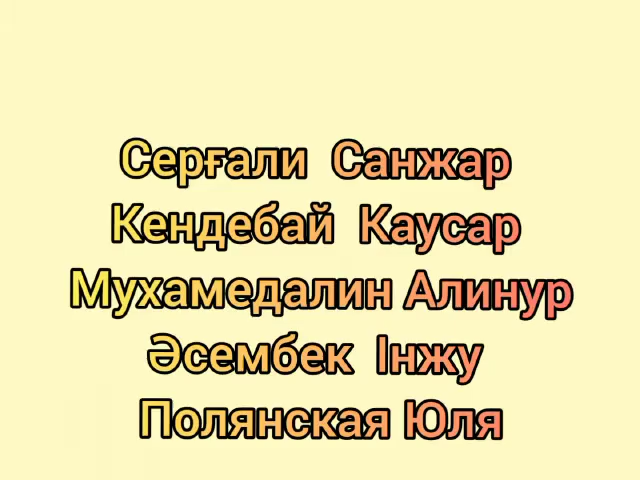 Серғали Санжар
Кендебай Каусар
Мухамедалин Алинур
Әсембек Інжу
Полянская Юля